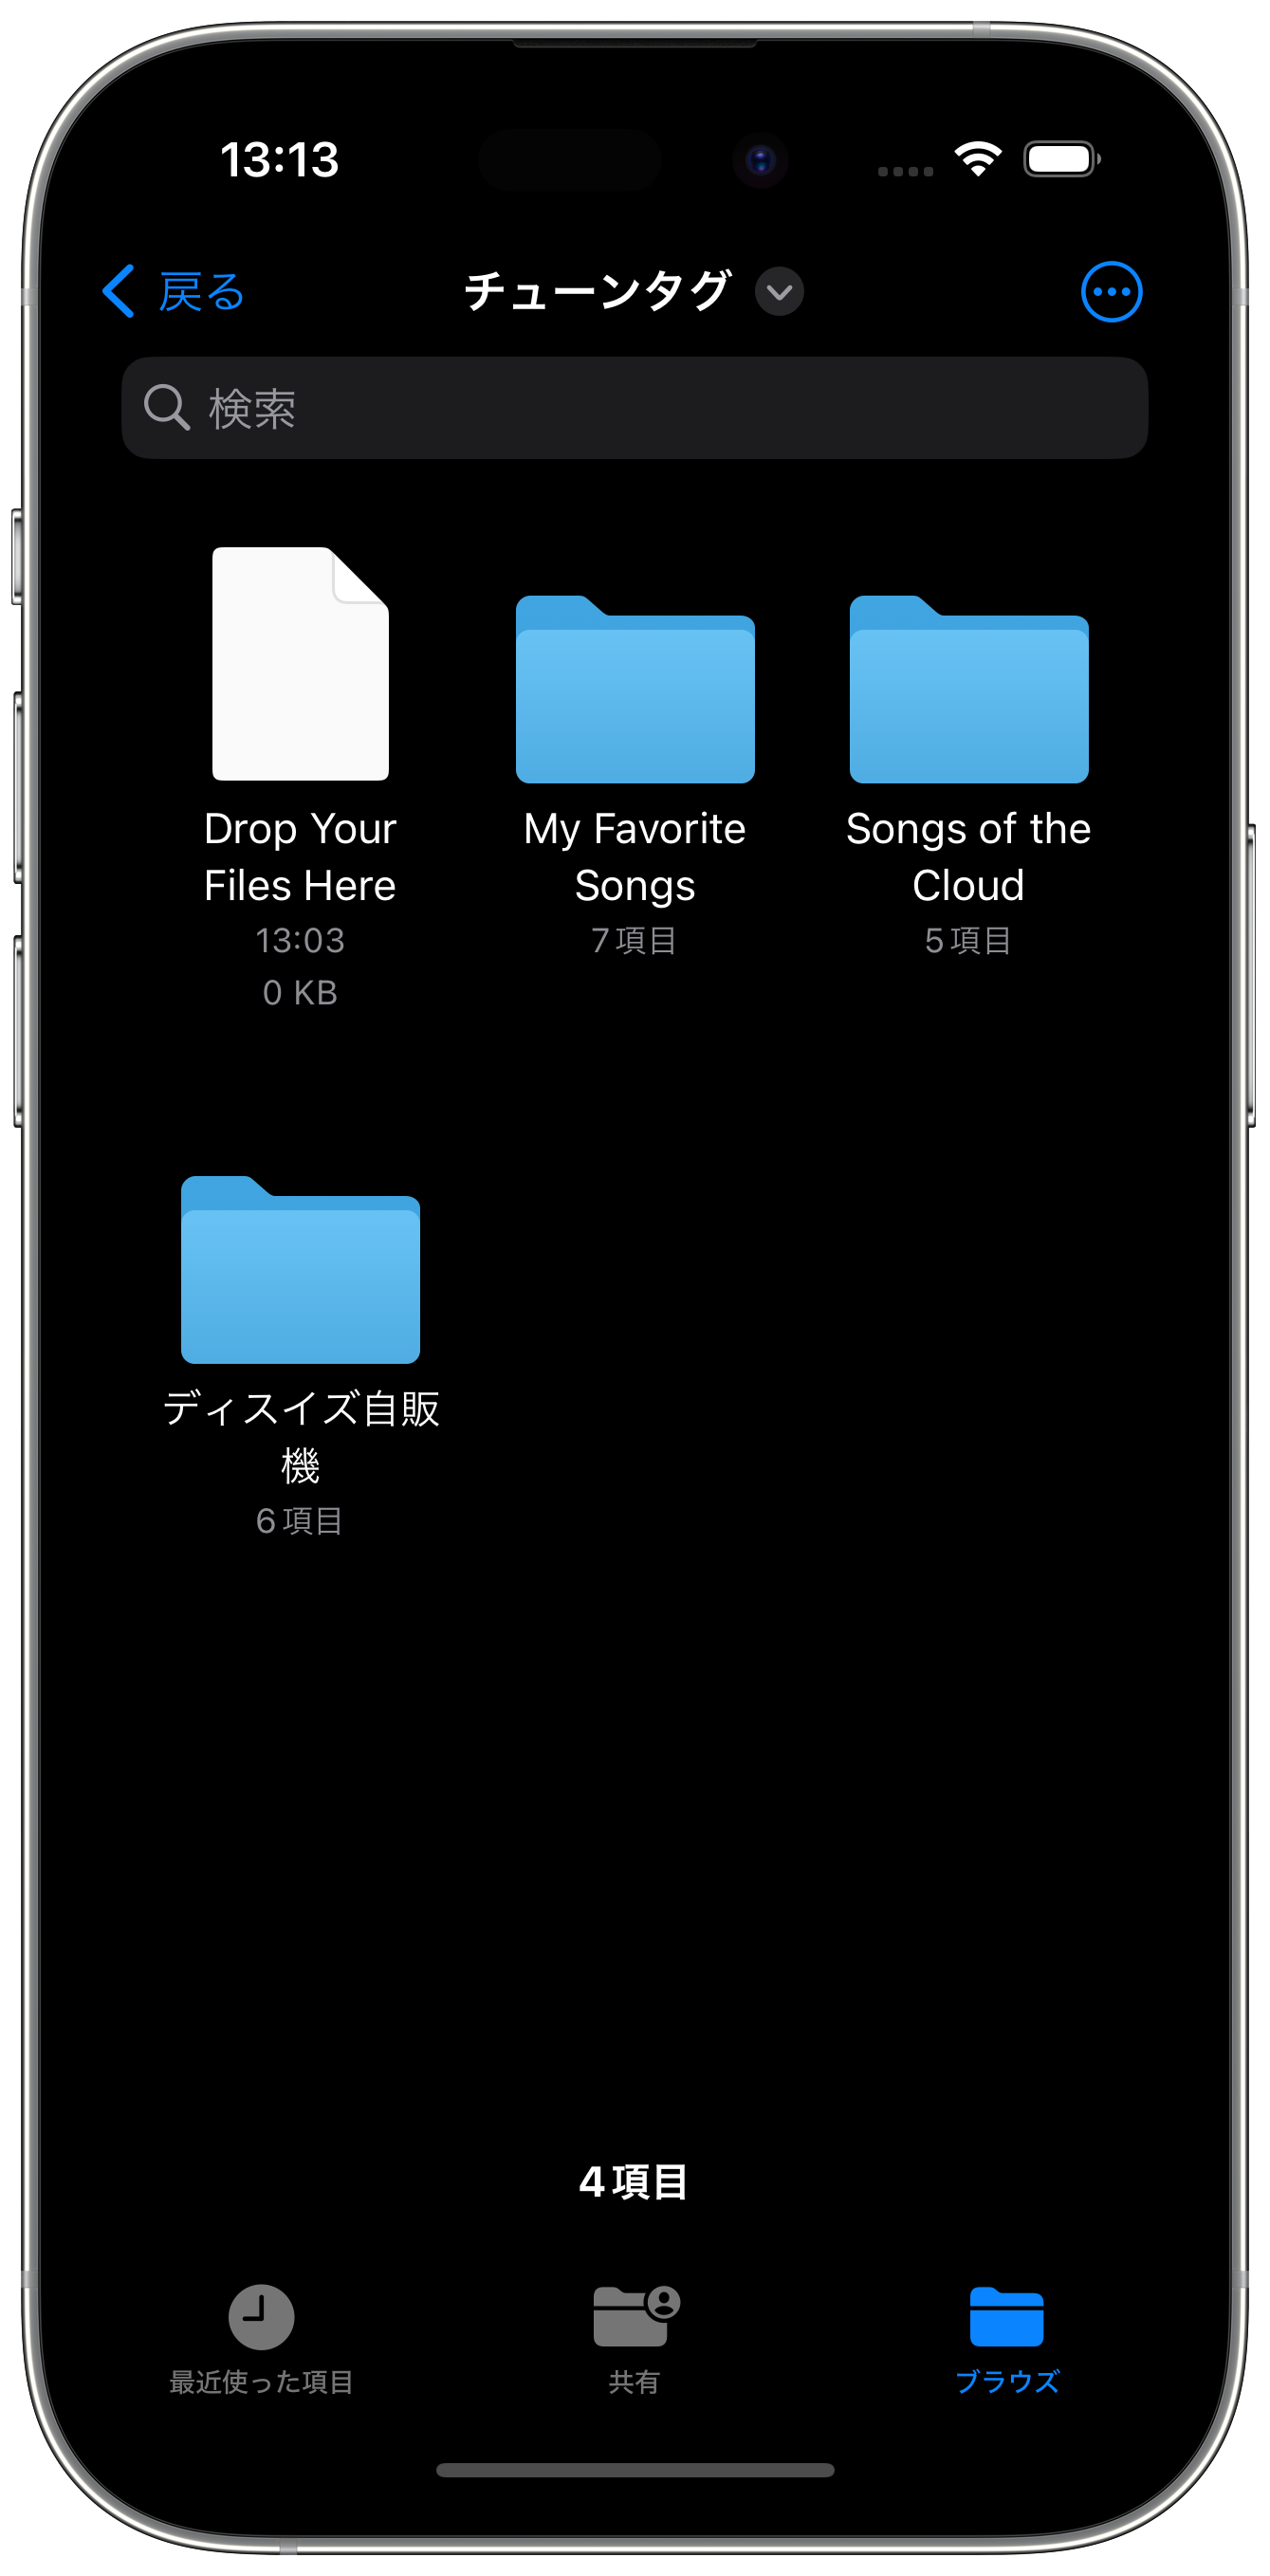 13:13
戻る
チューンタグ
検索
Drop Your
Files Here
13:03
0 KB
My Favorite
Songs
7項目
Songs of the
Cloud
5項目
ディスイズ自販
機
6項目
4項目
最近使った項目
共有
ブラウズ